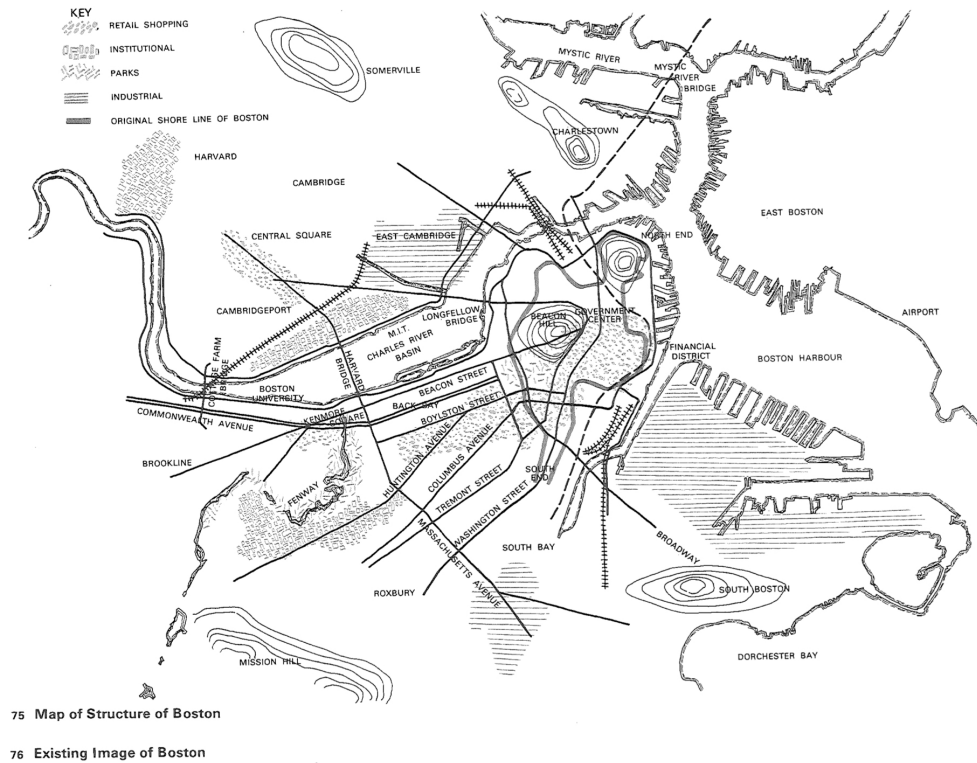 KEY
RETAIL SHOPPING
INSTITUTIONAL
PARKS
INDUSTRIAL
ORIGINAL SHORE LINE OF BOSTON
SOMERVILLE
MYSTIC RIVER
MYSTIC
RIVER
BRIDGE
CHARLESTOWN
HARVARD
CAMBRIDGE
EAST BOSTON
CENTRAL SQUARE
EAST CAMBRIDGE
NORTH END
CAMBRIDGEPORT
LONGFELLOW
BRIDGE
M.I.T.
CHARLES RIVER
BASIN
BEACON
HILL
GOVERNMENT
CENTER
AIRPORT
FINANCIAL
DISTRICT
BOSTON HARBOUR
COTTAGE FARM
BRIDGE
HARVARD
BRIDGE
BOSTON
UNIVERSITY
BEACON STREET
BACK BAY
BOYLSTON STREET
COMMONWEALTH AVENUE
KENMORE
SQUARE
BROOKLINE
FENWAY
HUNTINGTON AVENUE
COLUMBUS AVENUE
TREMONT STREET
WASHINGTON STREET
SOUTH
END
MASSACHUSETTS AVENUE
SOUTH BAY
BROADWAY
ROXBURY
SOUTH BOSTON
MISSION HILL
DORCHESTER BAY
75 Map of Structure of Boston
76 Existing Image of Boston